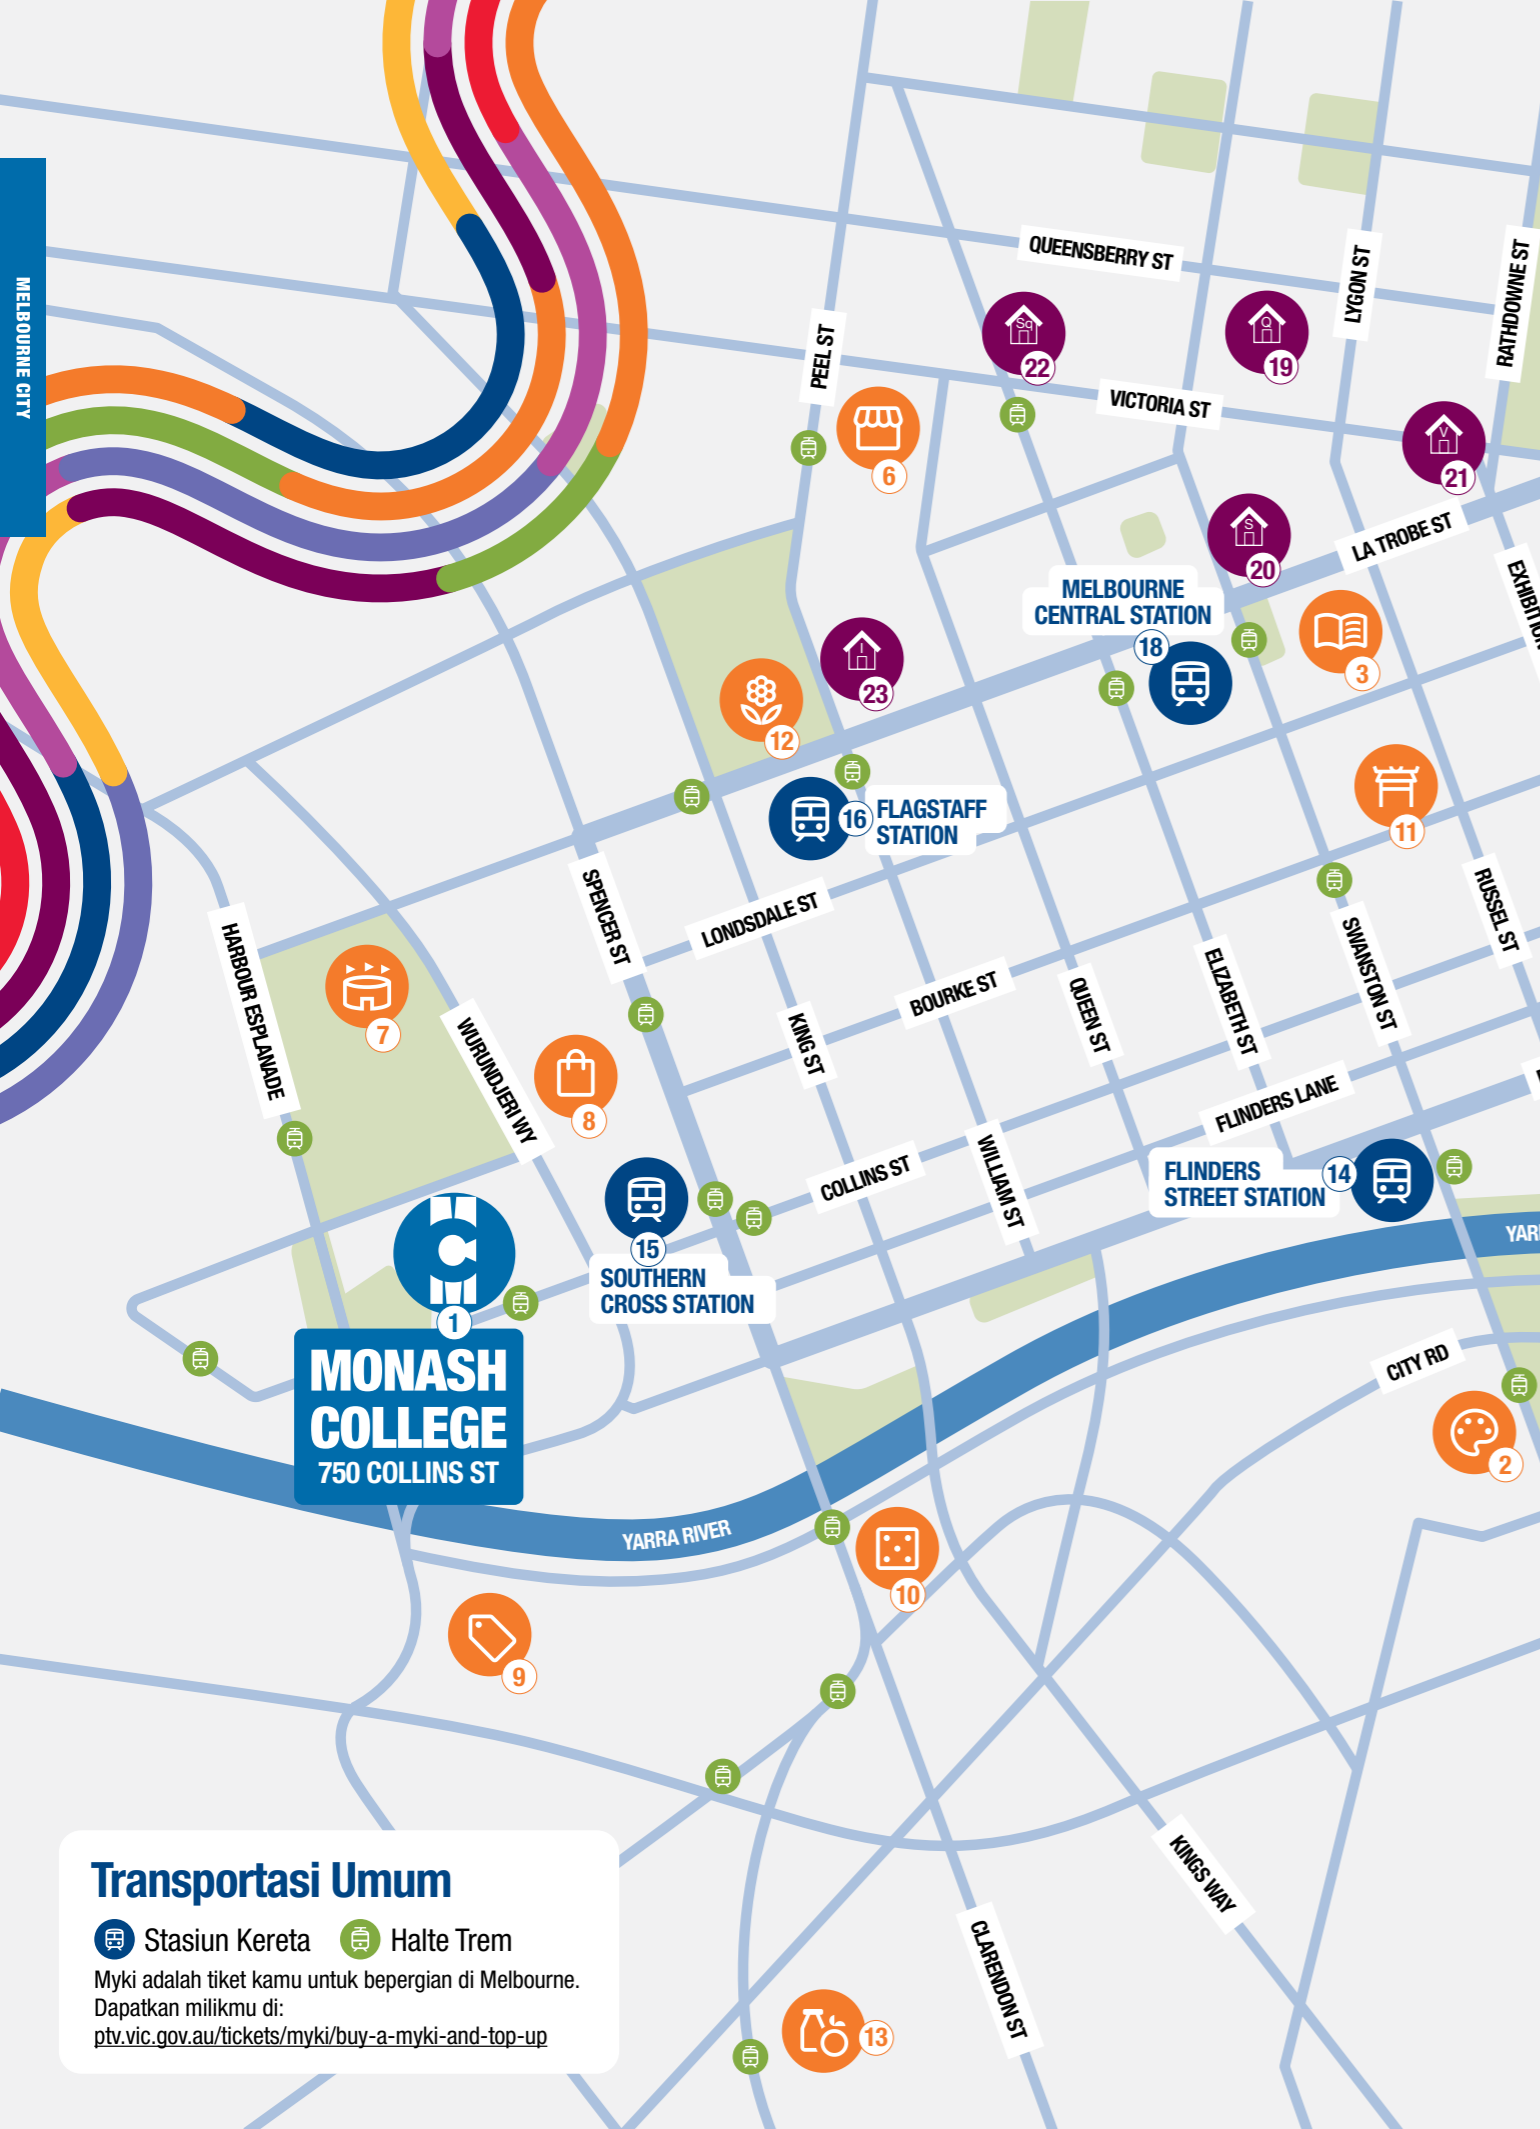 MELBOURNE CITY
QUEENSBERRY ST
LYGON ST
RATHDOWNE ST
PEEL ST
Sq
22
Q
19
VICTORIA ST
6
V
21
S
20
LA TROBE ST
MELBOURNE
CENTRAL STATION
18
3
I
23
12
16
FLAGSTAFF
STATION
11
SPENCER ST
LONDSDALE ST
RUSSEL ST
HARBOUR ESPLANADE
BOURKE ST
SWANSTON ST
ELIZABETH ST
QUEEN ST
KING ST
7
WURUNDJERI WY
8
FLINDERS LANE
COLLINS ST
WILLIAM ST
FLINDERS
STREET STATION
14
15
SOUTHERN
CROSS STATION
1
MONASH
COLLEGE
750 COLLINS ST
CITY RD
2
YARRA RIVER
10
9
KINGS WAY
CLARENDON ST
13
Transportasi Umum
Stasiun Kereta
Halte Trem
Myki adalah tiket kamu untuk bepergian di Melbourne.
Dapatkan milikmu di:
ptv.vic.gov.au/tickets/myki/buy-a-myki-and-top-up